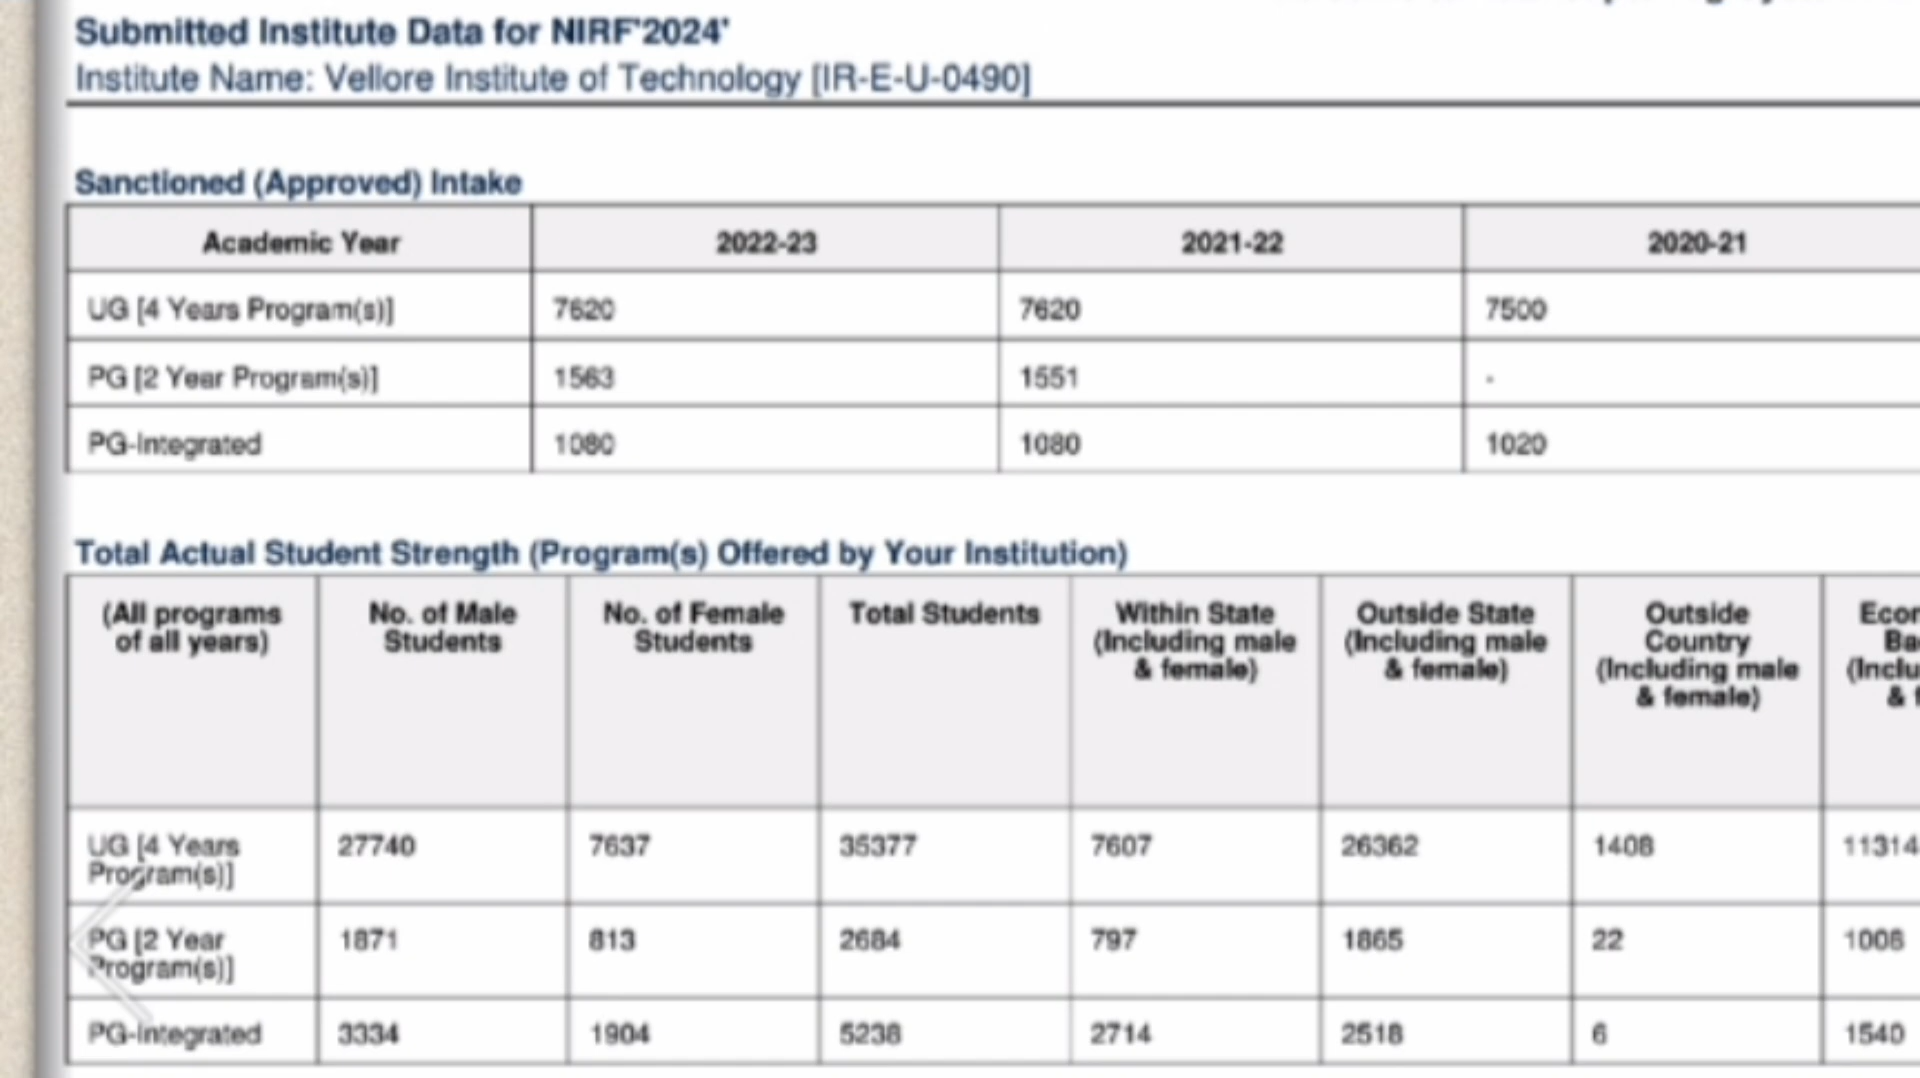 Submitted Institute Data for NIRF'2024'
Institute Name: Vellore Institute of Technology [IR-E-U-0490]
Sanctioned (Approved) Intake
Academic Year 2022-23 2021-22 2020-21
UG [4 Years Program(s)] 7620 7620 7500
PG [2 Year Program(s)] 1563 1551 -
PG-Integrated 1080 1080 1020
Total Actual Student Strength (Program(s) Offered by Your Institution)
(All programs No. of Male No. of Female Total Students Within State Outside State Outside
of all years) Students Students (Including male (Including male Country
& female) & female) (Including male
& female)
UG [4 Years 27740 7637 35377 7607 26362 1408 11314
Program(s)]
PG [2 Year 1871 813 2684 797 1865 22 1008
Program(s)]
PG-Integrated 3334 1904 5238 2714 2518 6 1540